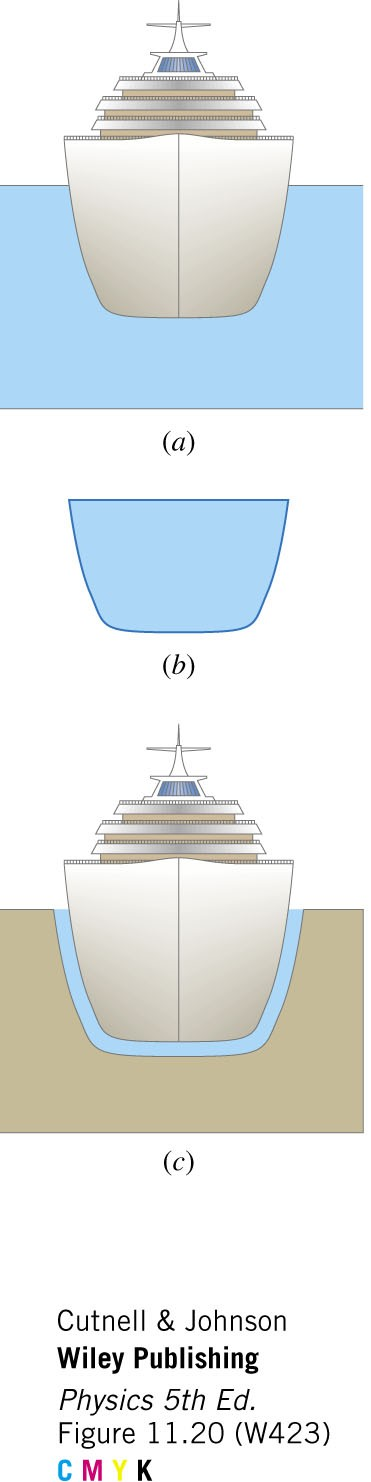 (a)
(b)
(c)
Cutnell & Johnson
Wiley Publishing
Physics 5th Ed.
Figure 11.20 (W423)
C M Y K